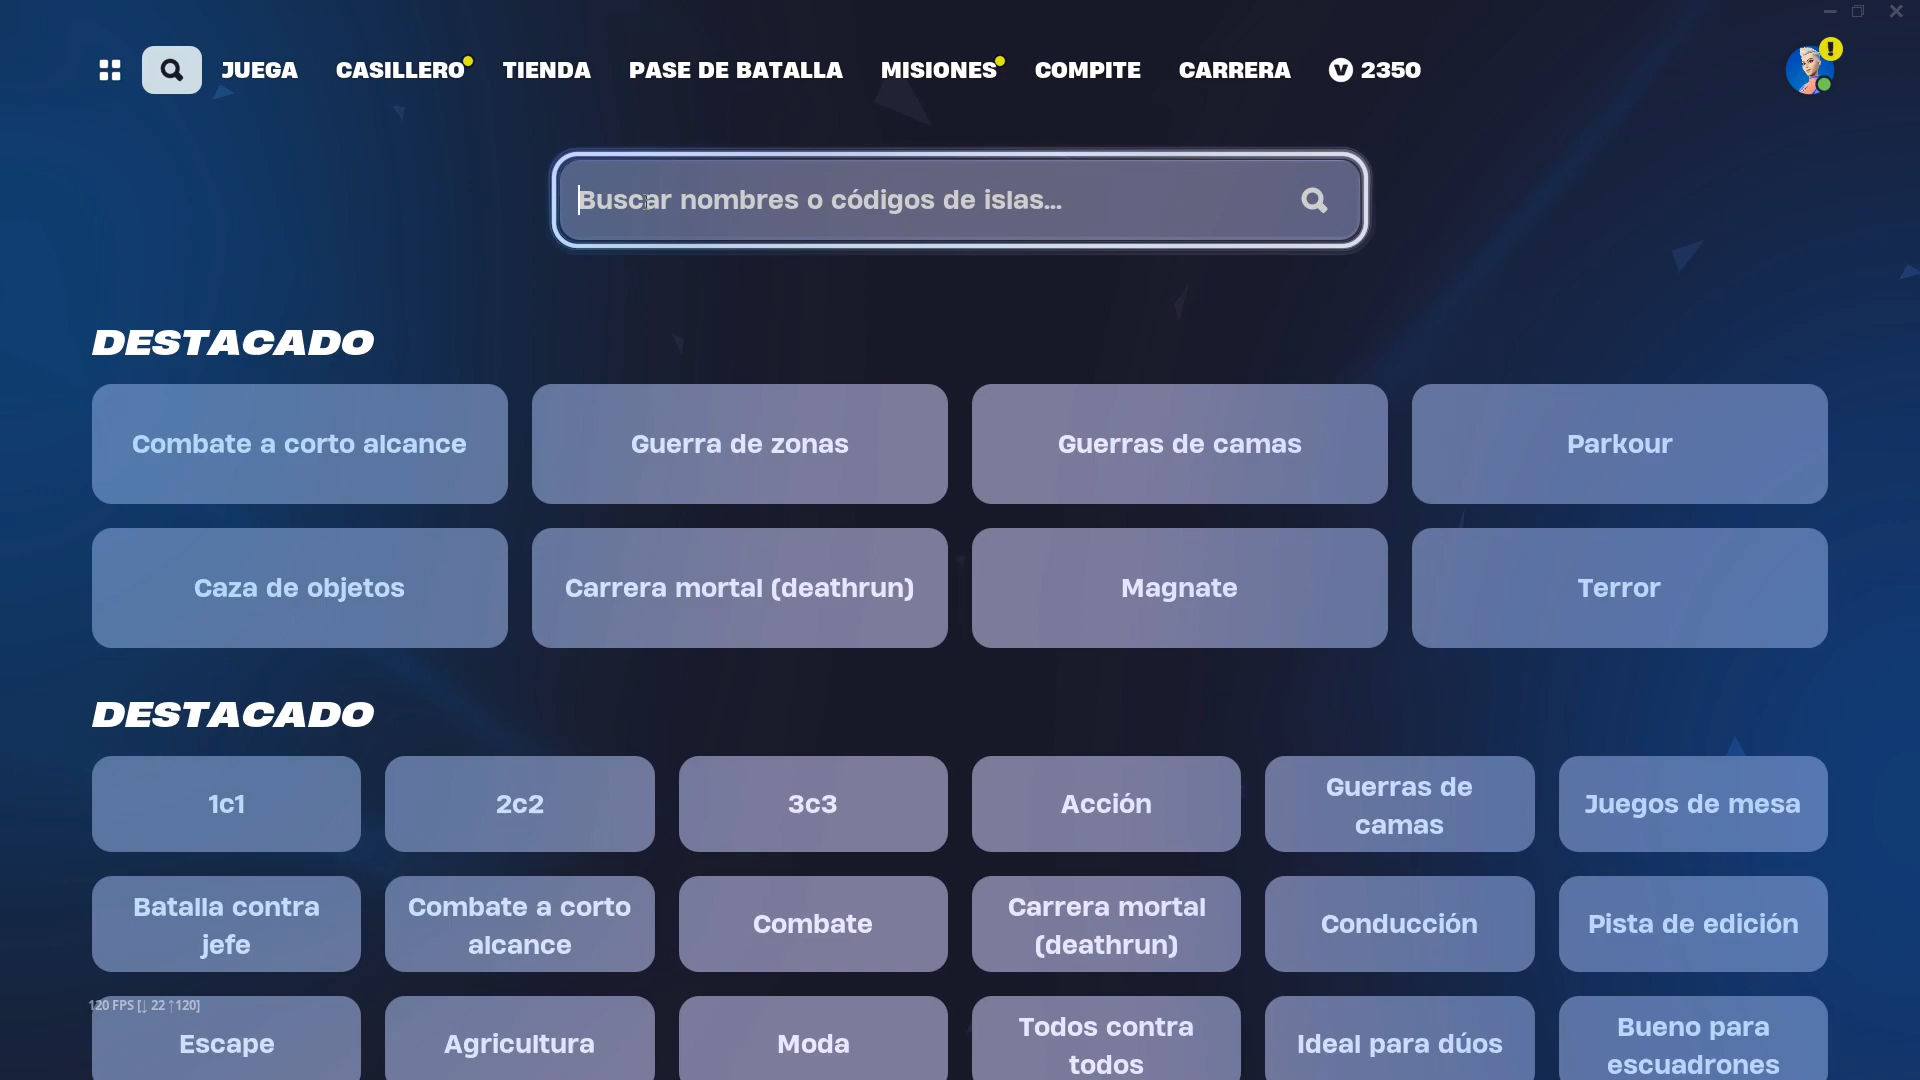 JUEGA CASILLERO TIENDA PASE DE BATALLA MISIONES COMPITE CARRERA V 2350 !
Buscar nombres o códigos de islas...
DESTACADO
Combate a corto alcance
Guerra de zonas
Guerras de camas
Parkour
Caza de objetos
Carrera mortal (deathrun)
Magnate
Terror
DESTACADO
1c1
2c2
3c3
Acción
Guerras de
camas
Juegos de mesa
Batalla contra
jefe
Combate a corto
alcance
Combate
Carrera mortal
(deathrun)
Conducción
Pista de edición
120 FPS [↓ 22 ↑120]
Escape
Agricultura
Moda
Todos contra
todos
Ideal para dúos
Bueno para
escuadrones